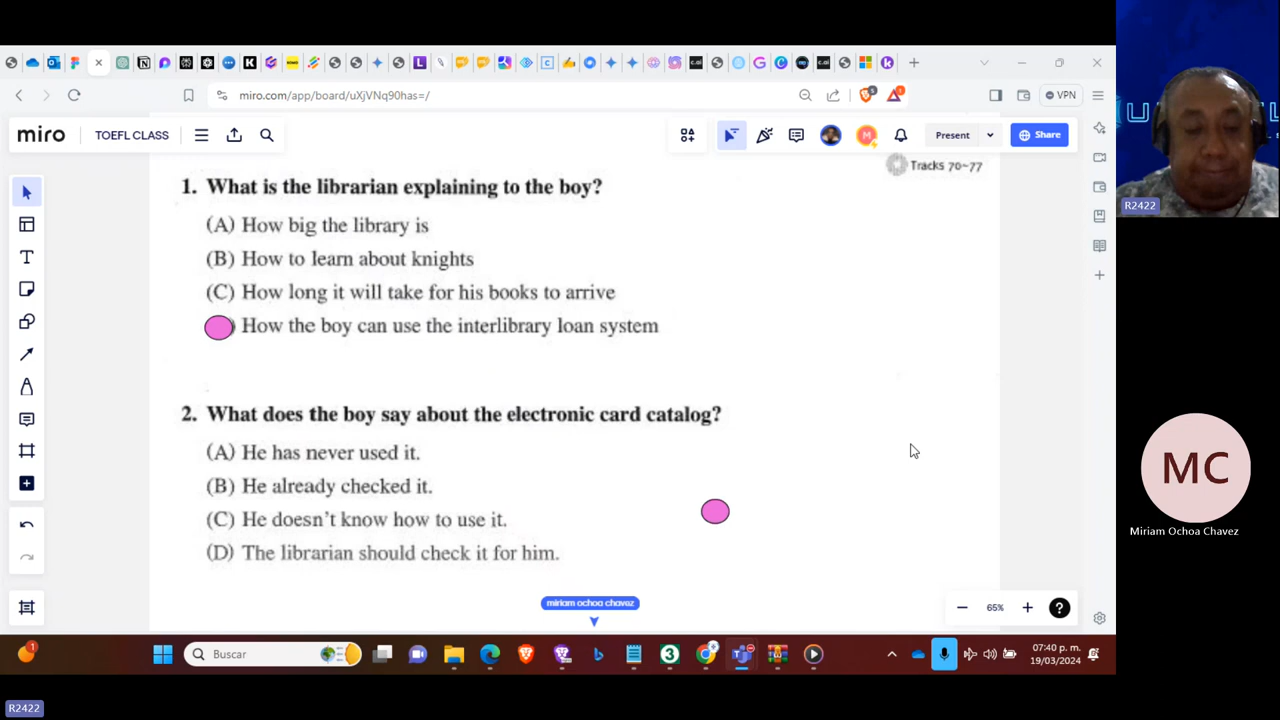 miro.com/app/board/uXjVNq90has=/
VPN
miro
TOEFL CLASS
M
Present
Share
R2422
Tracks 70~77
1. What is the librarian explaining to the boy?
(A) How big the library is
(B) How to learn about knights
(C) How long it will take for his books to arrive
) How the boy can use the interlibrary loan system
2. What does the boy say about the electronic card catalog?
(A) He has never used it.
(B) He already checked it.
(C) He doesn't know how to use it.
(D) The librarian should check it for him.
miriam ochoa chavez
65%
MC
Miriam Ochoa Chavez
Buscar
07:40 p. m.
19/03/2024
R2422